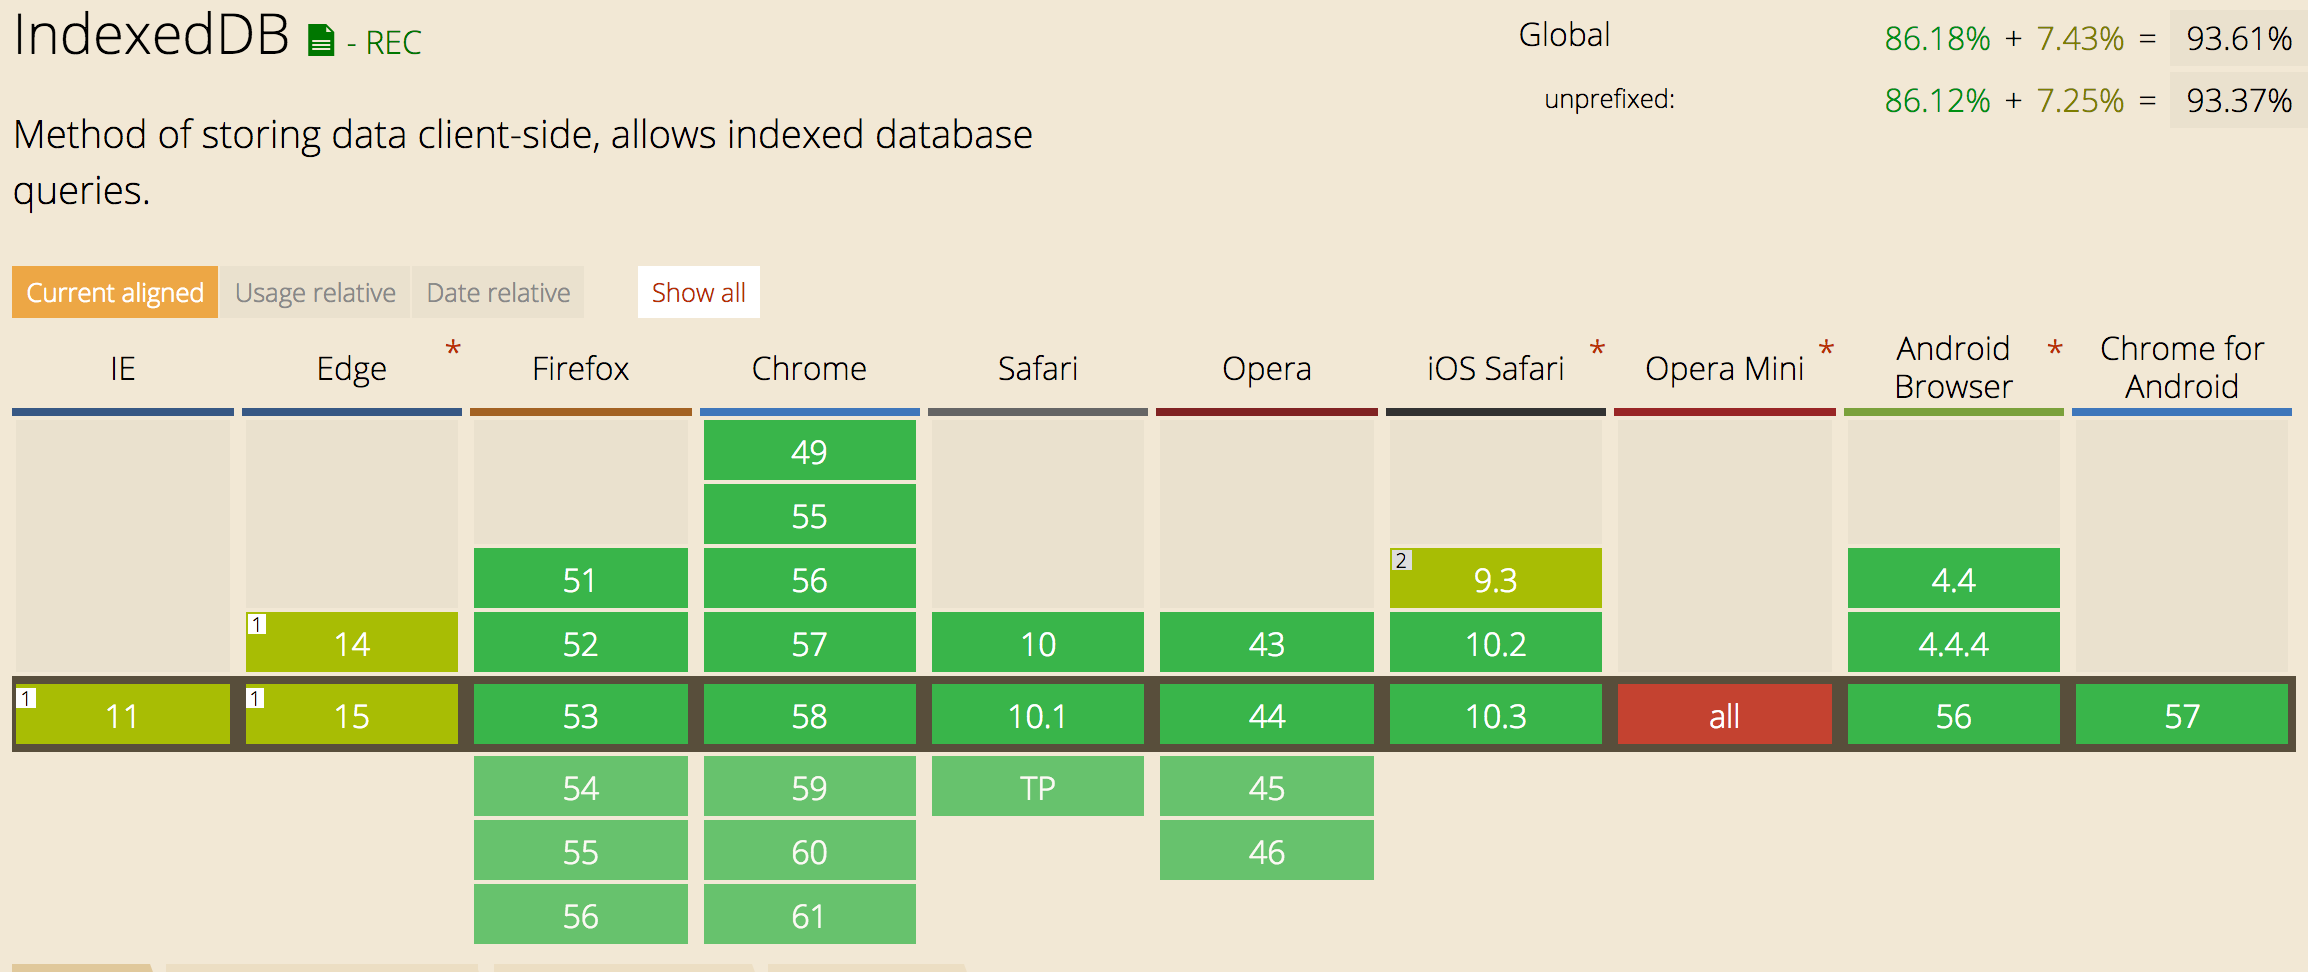 IndexedDB - REC
Global 86.18% + 7.43% = 93.61%
unprefixed: 86.12% + 7.25% = 93.37%
Method of storing data client-side, allows indexed database
queries.
Current aligned Usage relative Date relative Show all
IE Edge * Firefox Chrome Safari Opera iOS Safari * Opera Mini * Android Browser * Chrome for Android
49
55
51 56 2 9.3 4.4
1 14 52 57 10 43 10.2 4.4.4
1 11 1 15 53 58 10.1 44 10.3 all 56 57
54 59 TP 45
55 60 46
56 61